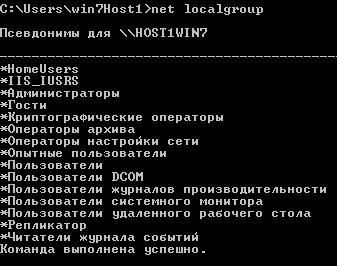 C:\Users\win7Host1>net localgroup
Псевдонимы для \\HOST1WIN7
-------------------------------------------------------------------------------
*HomeUsers
*IIS_IUSRS
*Администраторы
*Гости
*Криптографические операторы
*Операторы архива
*Операторы настройки сети
*Опытные пользователи
*Пользователи
*Пользователи DCOM
*Пользователи журналов производительности
*Пользователи системного монитора
*Пользователи удаленного рабочего стола
*Репликатор
*Читатели журнала событий
Команда выполнена успешно.